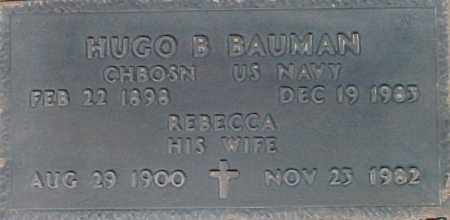 HUGO B BAUMAN
CHBOSN US NAVY
FEB 22 1898 DEC 19 1985
REBECCA
HIS WIFE
AUG 29 1900 NOV 23 1982